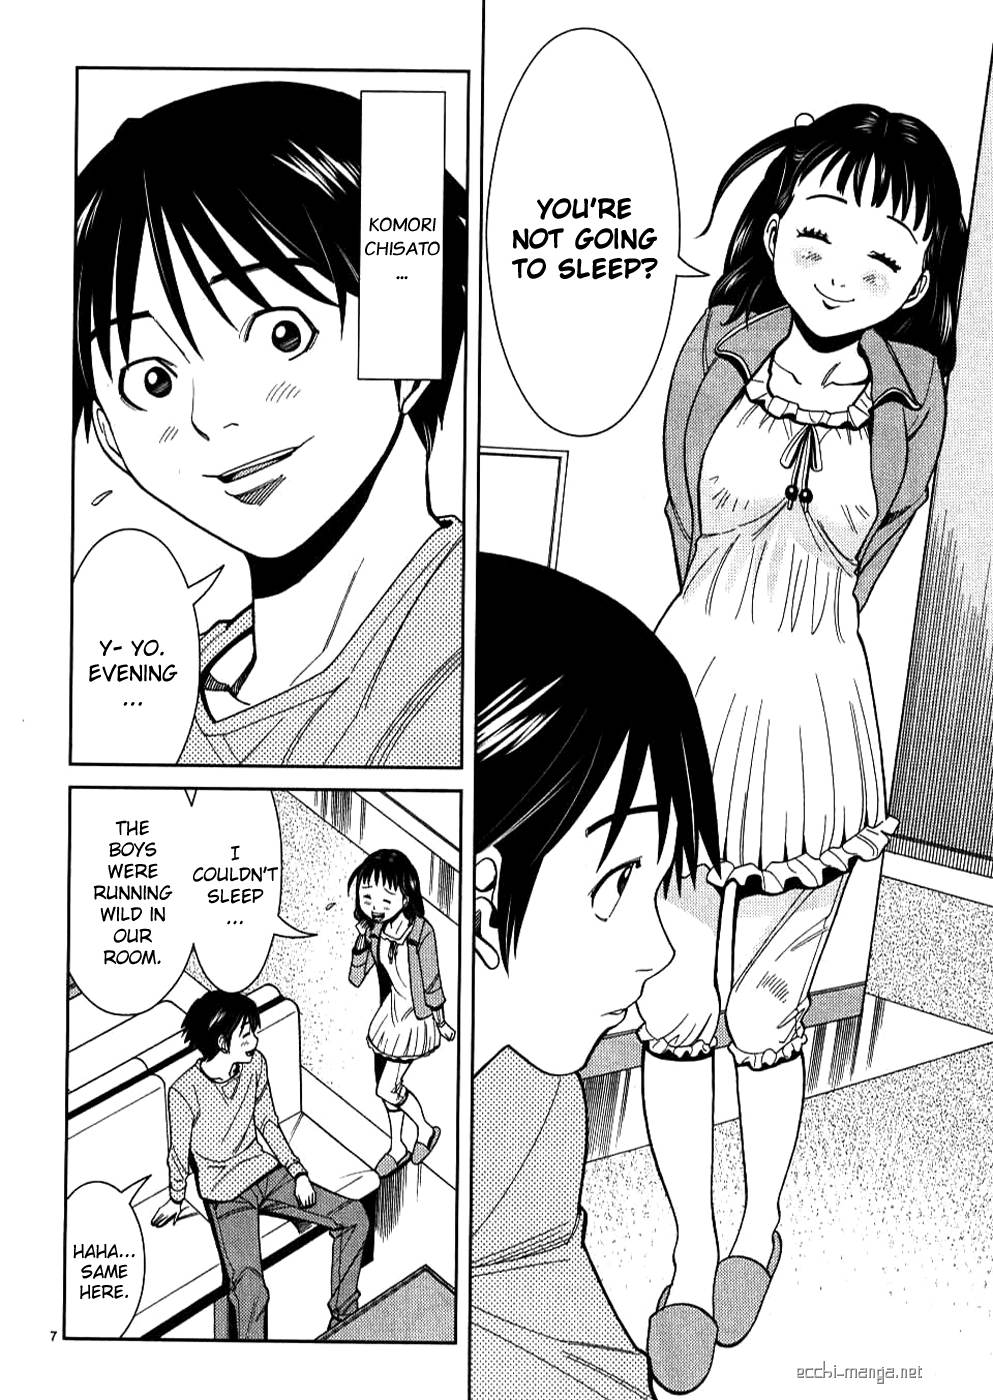 YOU'RE
NOT GOING
TO SLEEP?
KOMORI
CHISATO
...
Y- YO.
EVENING
...
I
COULDN'T
SLEEP
...
THE
BOYS
WERE
RUNNING
WILD IN
OUR
ROOM.
HAHA...
SAME
HERE.
7
ecchi-manga.net